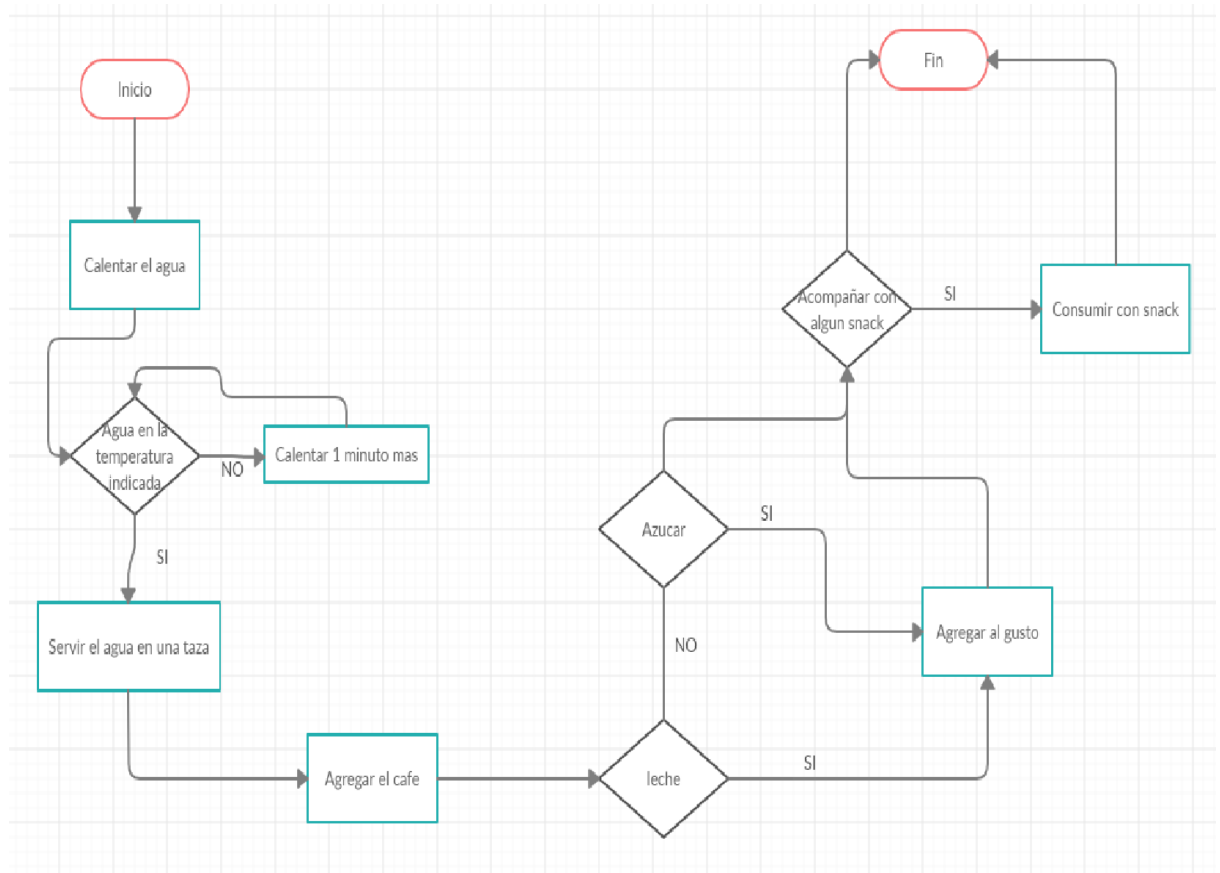 Inicio
Calentar el agua
Agua en la
temperatura
indicada
NO
Calentar 1 minuto mas
SI
Servir el agua en una taza
Agregar el cafe
leche
SI
NO
Azucar
SI
Agregar al gusto
Acompañar con
algun snack
SI
Consumir con snack
Fin